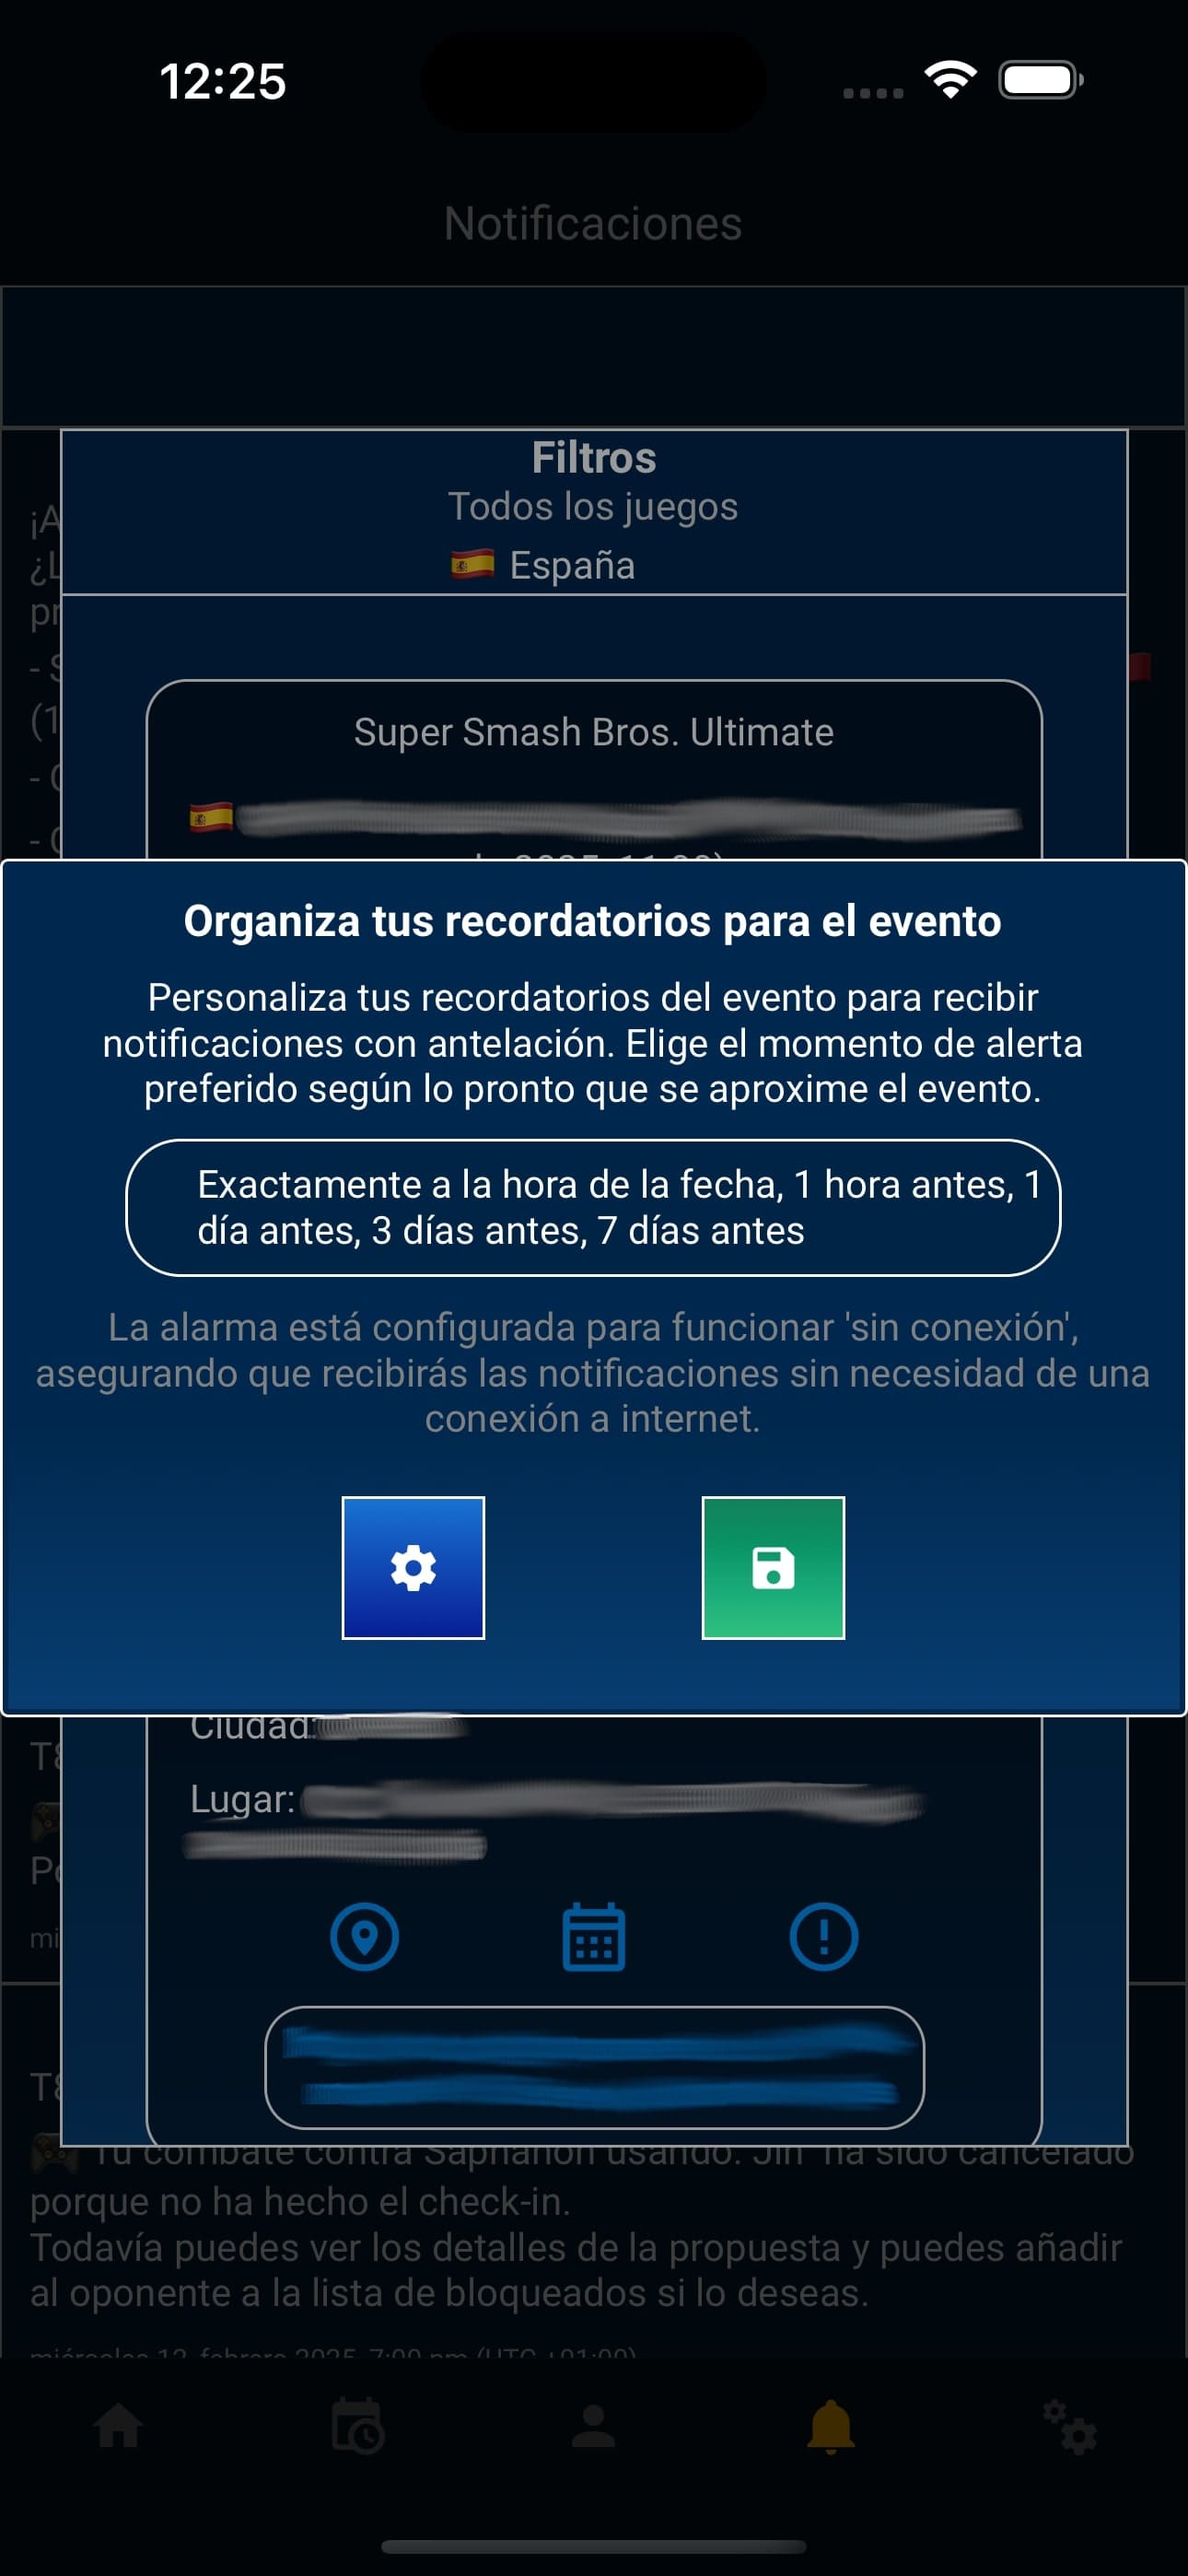 12:25
Notificaciones
Filtros
Todos los juegos
España
Super Smash Bros. Ultimate
Organiza tus recordatorios para el evento
Personaliza tus recordatorios del evento para recibir
notificaciones con antelación. Elige el momento de alerta
preferido según lo pronto que se aproxime el evento.
Exactamente a la hora de la fecha, 1 hora antes, 1
día antes, 3 días antes, 7 días antes
La alarma está configurada para funcionar 'sin conexión',
asegurando que recibirás las notificaciones sin necesidad de una
conexión a internet.
Ciudad:
Lugar:
Tu combate contra Saphanon usando: Jin ha sido cancelado
porque no ha hecho el check-in.
Todavía puedes ver los detalles de la propuesta y puedes añadir
al oponente a la lista de bloqueados si lo deseas.
miércoles 12, febrero 2025, 7:00 pm (UTC +01:00)